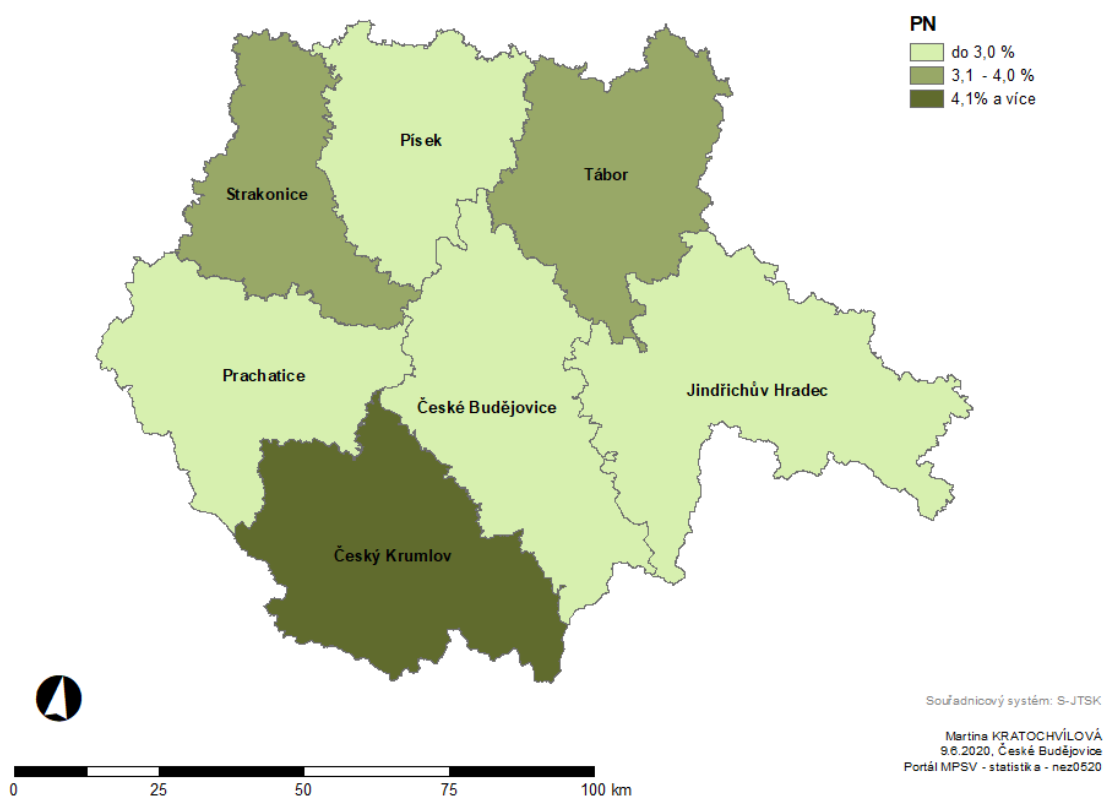 PN
do 3,0 %
3,1 - 4,0 %
4,1% a více
Písek
Tábor
Strakonice
Prachatice
Jindřichův Hradec
České Budějovice
Český Krumlov
Souřadnicový systém: S-JTSK
Martina KRATOCHVÍLOVÁ
9.6.2020, České Budějovice
Portál MPSV - statistika - nez0520
0 25 50 75 100 km